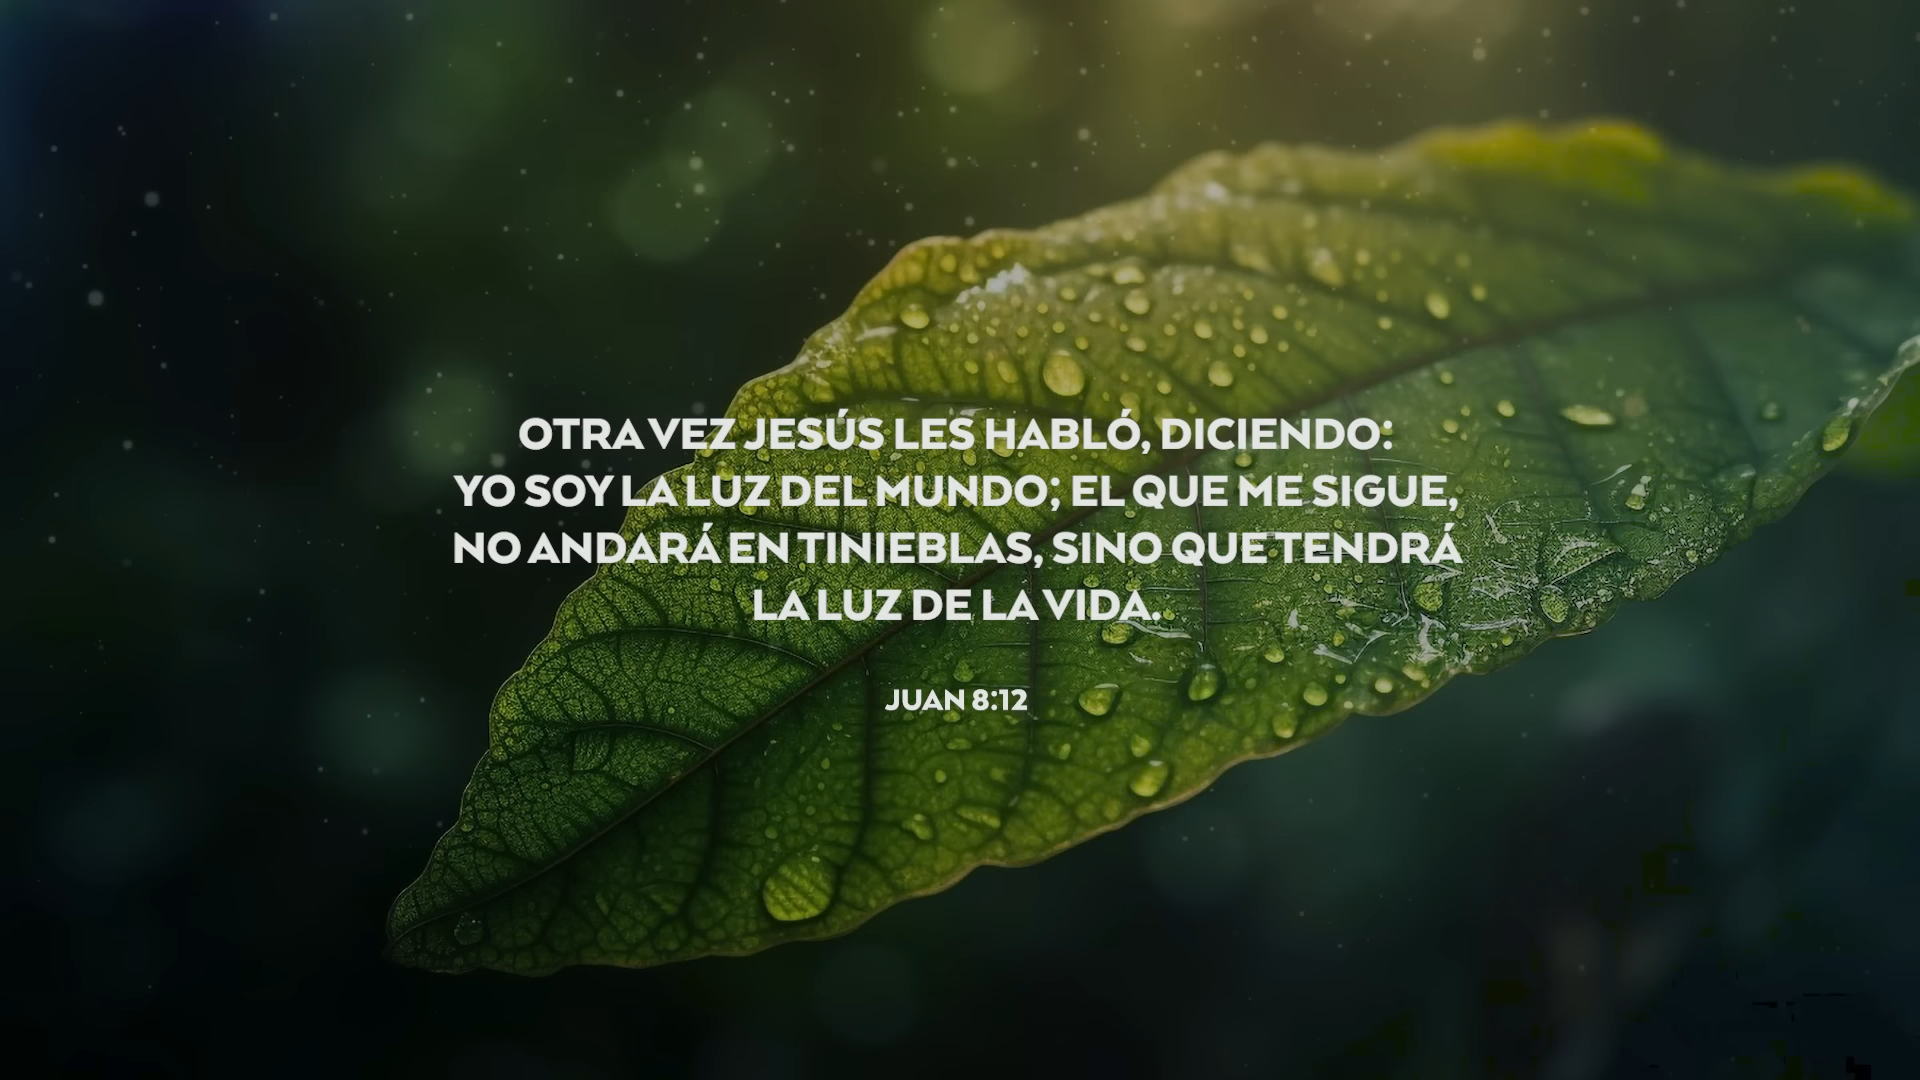 OTRA VEZ JESÚS LES HABLÓ, DICIENDO:
YO SOY LA LUZ DEL MUNDO; EL QUE ME SIGUE,
NO ANDARÁ EN TINIEBLAS, SINO QUE TENDRÁ
LA LUZ DE LA VIDA.
JUAN 8:12